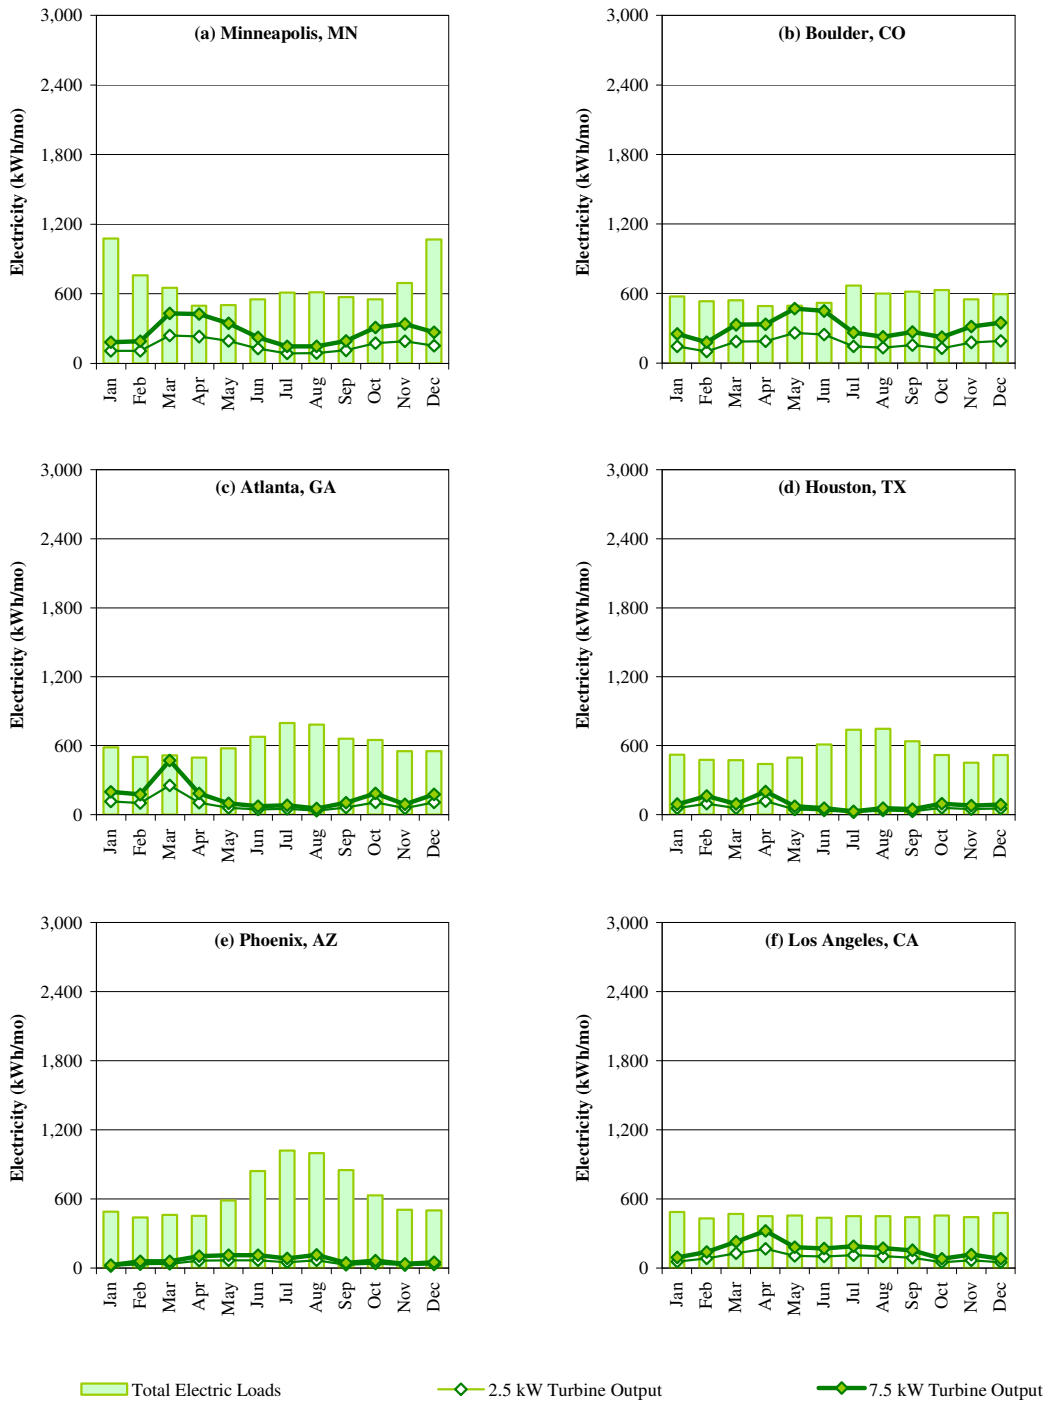 (a) Minneapolis, MN
Electricity (kWh/mo)
3,000
2,400
1,800
1,200
600
0
Jan Feb Mar Apr May Jun Jul Aug Sep Oct Nov Dec
(b) Boulder, CO
Electricity (kWh/mo)
3,000
2,400
1,800
1,200
600
0
Jan Feb Mar Apr May Jun Jul Aug Sep Oct Nov Dec
(c) Atlanta, GA
Electricity (kWh/mo)
3,000
2,400
1,800
1,200
600
0
Jan Feb Mar Apr May Jun Jul Aug Sep Oct Nov Dec
(d) Houston, TX
Electricity (kWh/mo)
3,000
2,400
1,800
1,200
600
0
Jan Feb Mar Apr May Jun Jul Aug Sep Oct Nov Dec
(e) Phoenix, AZ
Electricity (kWh/mo)
3,000
2,400
1,800
1,200
600
0
Jan Feb Mar Apr May Jun Jul Aug Sep Oct Nov Dec
(f) Los Angeles, CA
Electricity (kWh/mo)
3,000
2,400
1,800
1,200
600
0
Jan Feb Mar Apr May Jun Jul Aug Sep Oct Nov Dec
Total Electric Loads
2.5 kW Turbine Output
7.5 kW Turbine Output